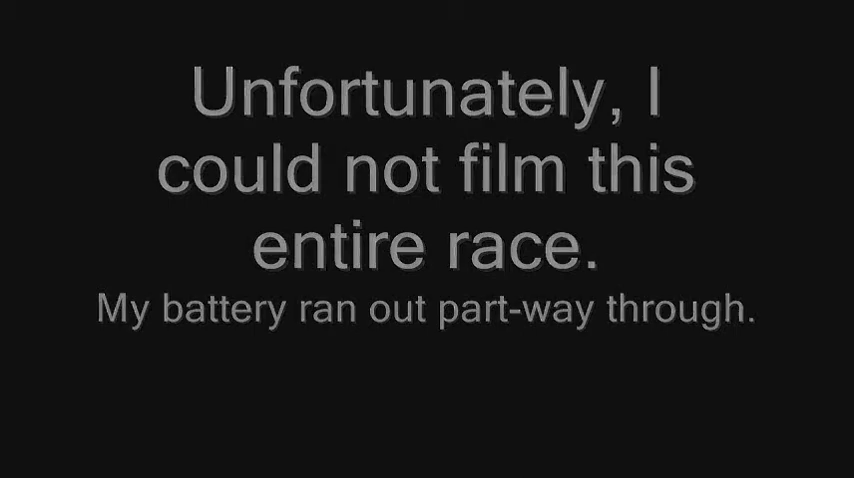 Unfortunately, I
could not film this
entire race.
My battery ran out part-way through.